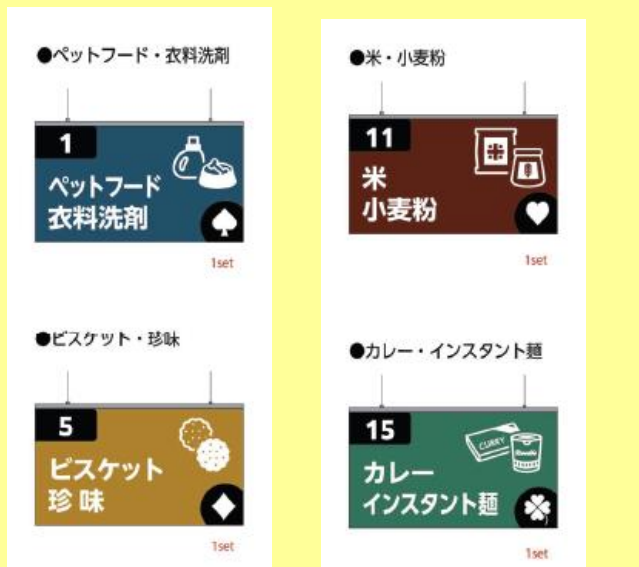 ●ペットフード・衣料洗剤
1
ペットフード
衣料洗剤
1set
●ビスケット・珍味
5
ビスケット
珍味
1set
●米・小麦粉
11
米
小麦粉
1set
●カレー・インスタント麺
15
CURRY
カレー
インスタント麺
1set